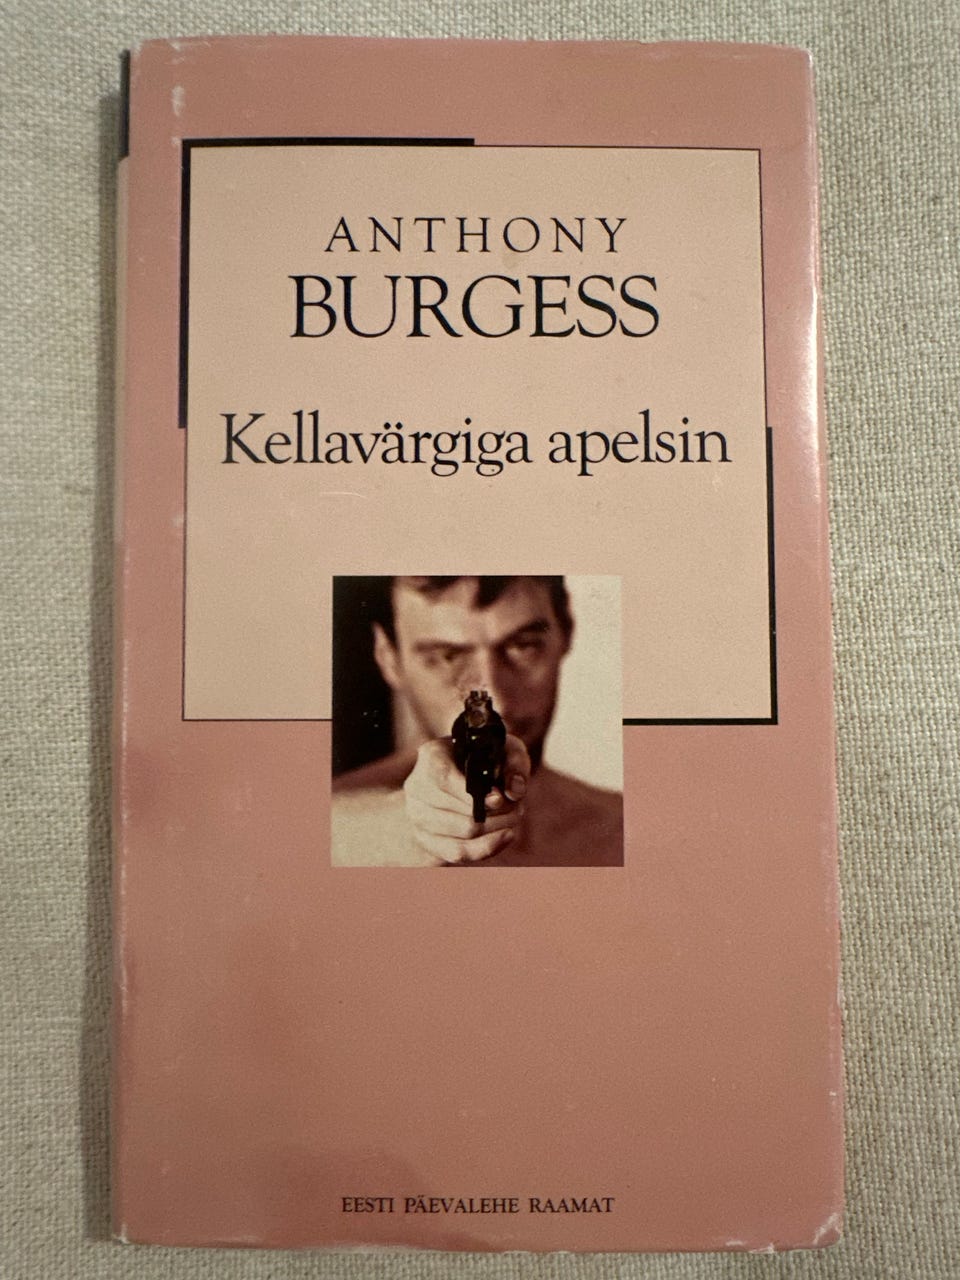 ANTHONY
BURGESS
Kellavärgiga apelsin
EESTI PÄEVALEHE RAAMAT